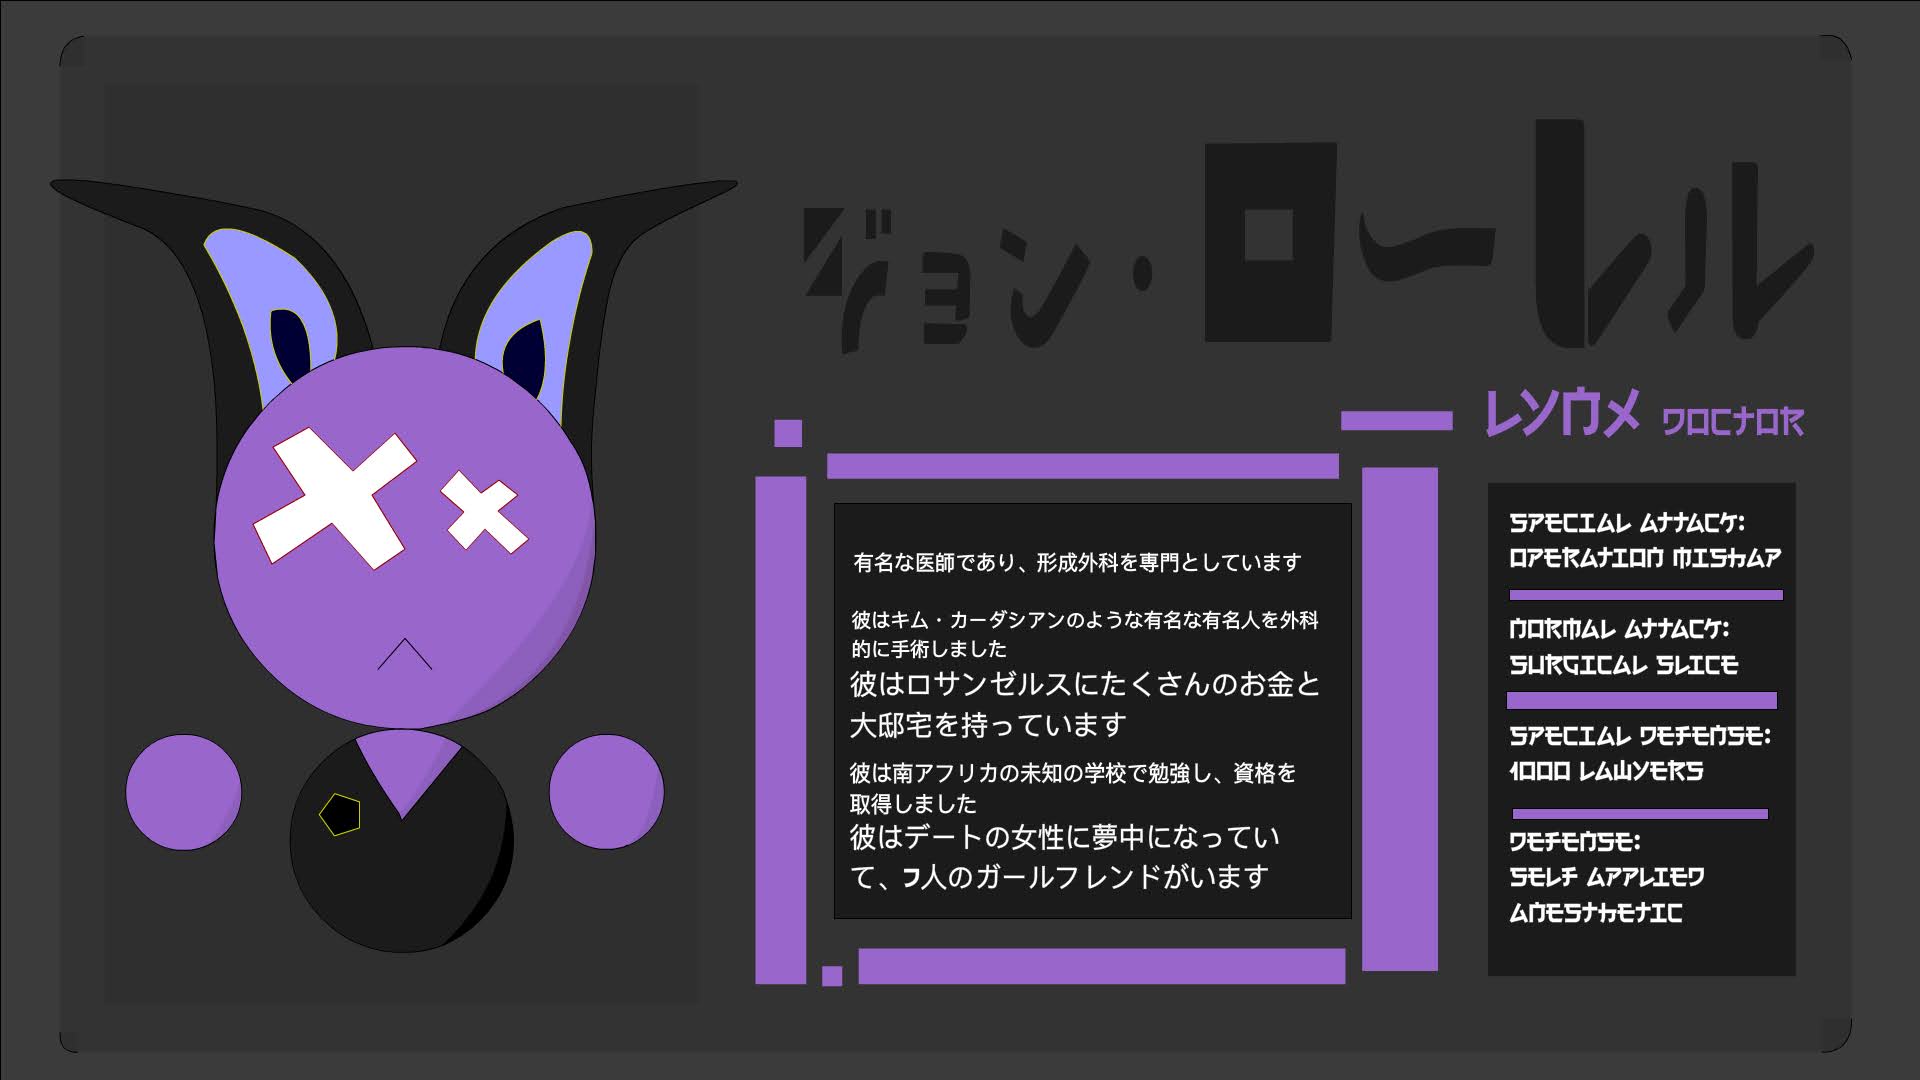 ジョン・ローレル
LYNX DOCTOR
有名な医師であり、形成外科を専門としています
彼はキム・カーダシアンのような有名な有名人を外科
的に手術しました
彼はロサンゼルスにたくさんのお金と
大邸宅を持っています
彼は南アフリカの未知の学校で勉強し、資格を
取得しました
彼はデートの女性に夢中になってい
て、7人のガールフレンドがいます
SPECIAL ATTACK:
OPERATION MISHAP
NORMAL ATTACK:
SURGICAL SLICE
SPECIAL DEFENSE:
1000 LAWYERS
DEFENSE:
SELF APPLIED
ANESTHETIC